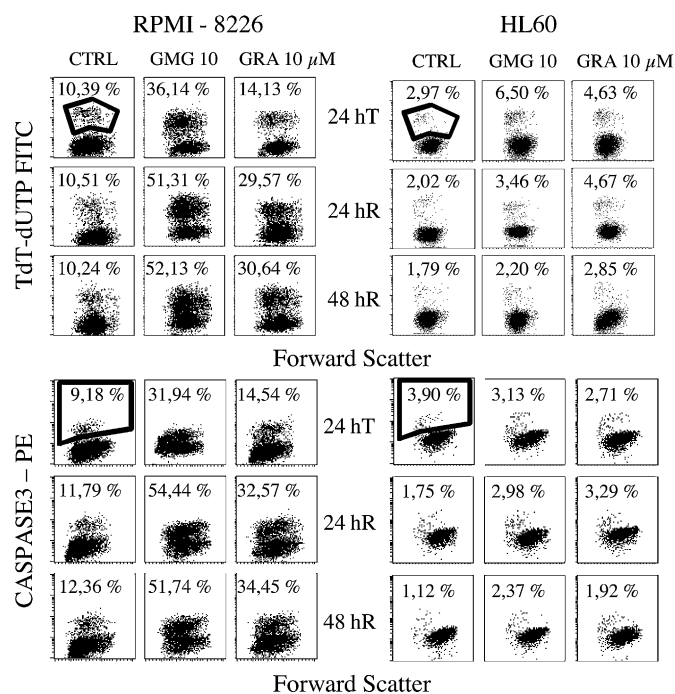 RPMI - 8226 HL60
CTRL GMG 10 GRA 10 µM CTRL GMG 10 GRA 10 µM
TdT-dUTP FITC
10,39 % 36,14 % 14,13 % 24 hT 2,97 % 6,50 % 4,63 %
10,51 % 51,31 % 29,57 % 24 hR 2,02 % 3,46 % 4,67 %
10,24 % 52,13 % 30,64 % 48 hR 1,79 % 2,20 % 2,85 %
Forward Scatter
CASPASE3 – PE
9,18 % 31,94 % 14,54 % 24 hT 3,90 % 3,13 % 2,71 %
11,79 % 54,44 % 32,57 % 24 hR 1,75 % 2,98 % 3,29 %
12,36 % 51,74 % 34,45 % 48 hR 1,12 % 2,37 % 1,92 %
Forward Scatter